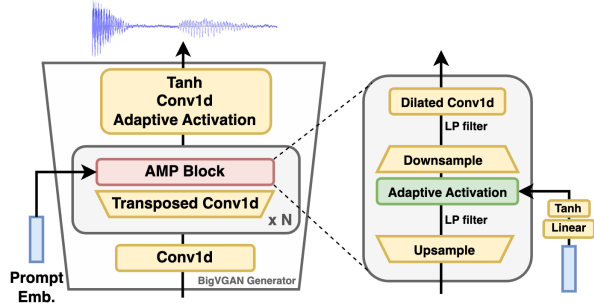 Tanh
Conv1d
Adaptive Activation
AMP Block
Transposed Conv1d
x N
Conv1d
BigVGAN Generator
Prompt
Emb.
Dilated Conv1d
LP filter
Downsample
Adaptive Activation
LP filter
Upsample
Tanh
Linear